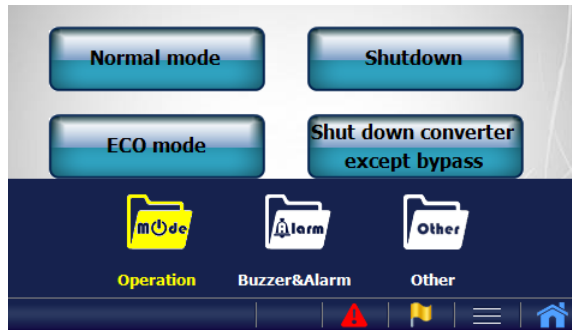 Normal mode
Shutdown
ECO mode
Shut down converter
except bypass
Mode
Alarm
Other
Operation
Buzzer&Alarm
Other